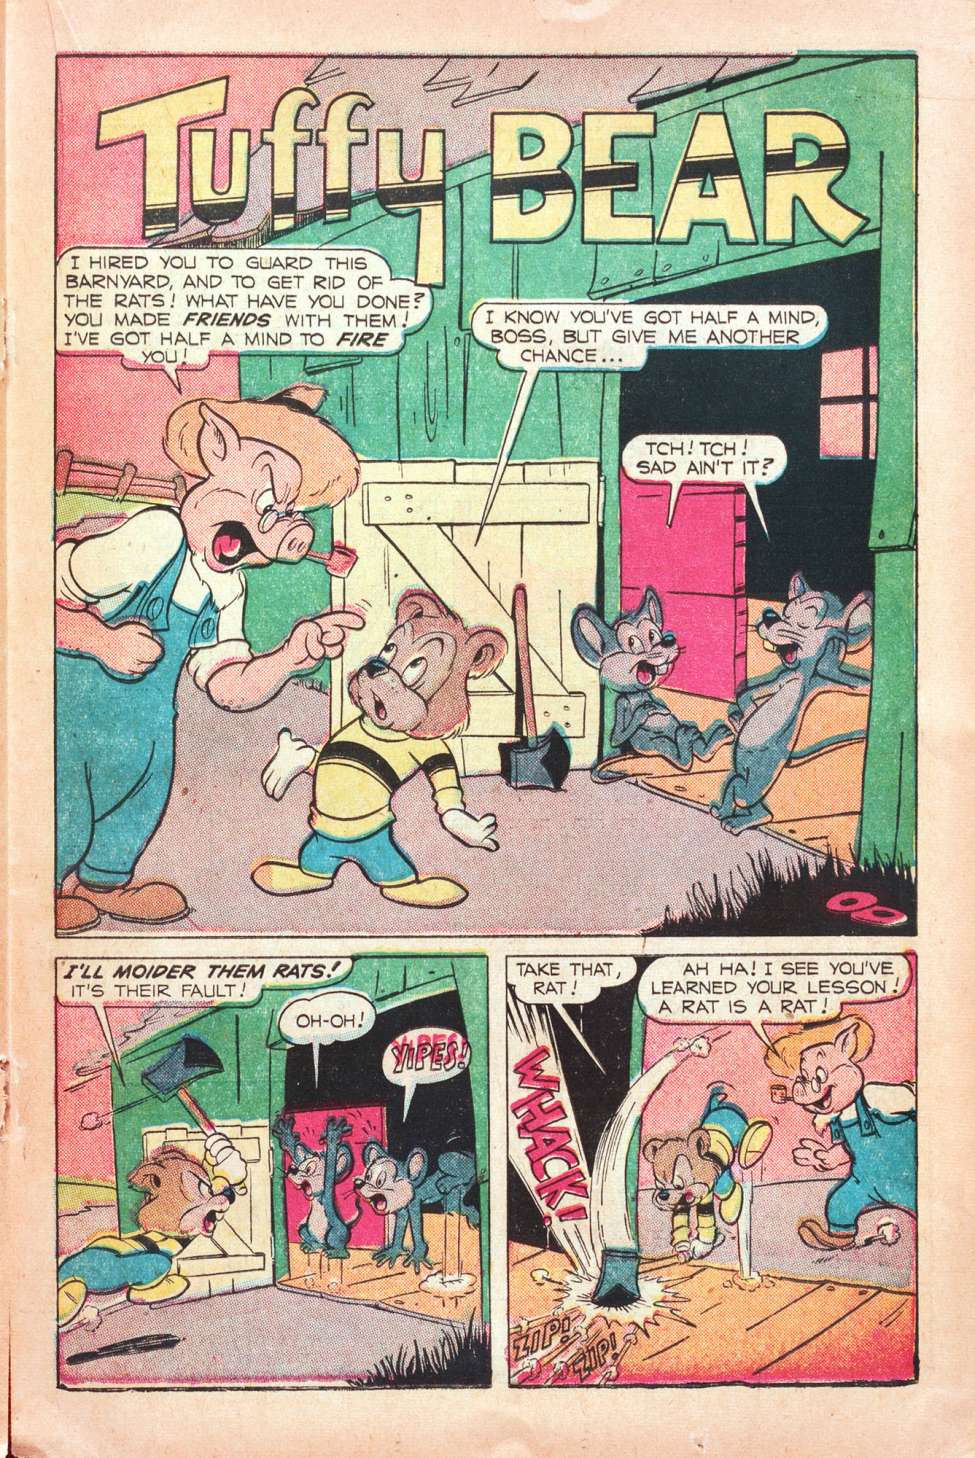 Tuffy BEAR
I HIRED YOU TO GUARD THIS
BARNYARD, AND TO GET RID OF
THE RATS! WHAT HAVE YOU DONE?
YOU MADE FRIENDS WITH THEM!
I'VE GOT HALF A MIND TO FIRE
YOU!
I KNOW YOU'VE GOT HALF A MIND,
BOSS, BUT GIVE ME ANOTHER
CHANCE...
TCH! TCH!
SAD AIN'T IT?
I'LL MOIDER THEM RATS!
IT'S THEIR FAULT!
OH-OH!
YIPES!
TAKE THAT,
RAT!
WHACK!
AH HA! I SEE YOU'VE
LEARNED YOUR LESSON!
A RAT IS A RAT!
ZIP!
ZIP!